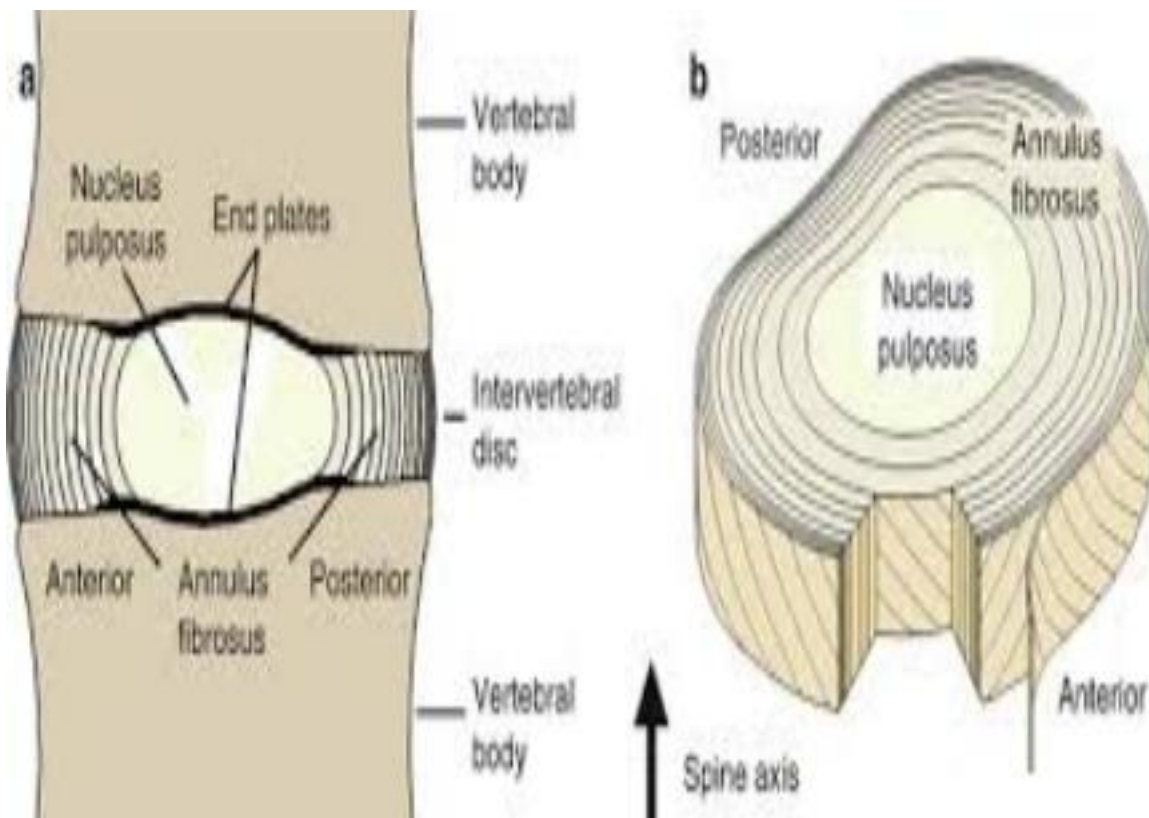 a
Vertebral
body
Nucleus
pulposus
End plates
Intervertebral
disc
Anterior
Annulus
fibrosus
Posterior
Vertebral
body
b
Posterior
Annulus
fibrosus
Nucleus
pulposus
Anterior
Spine axis